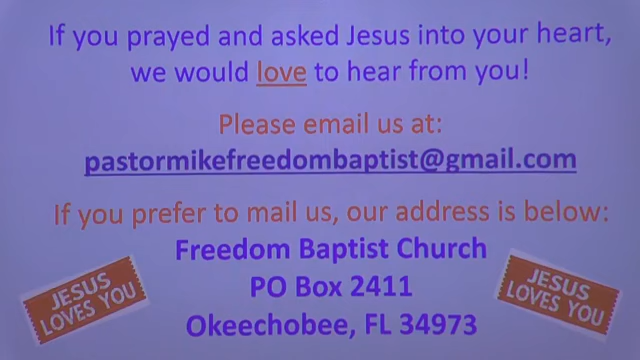 If you prayed and asked Jesus into your heart,
we would love to hear from you!
Please email us at:
pastormikefreedombaptist@gmail.com
If you prefer to mail us, our address is below:
Freedom Baptist Church
PO Box 2411
Okeechobee, FL 34973
JESUS
LOVES YOU
JESUS
LOVES YOU